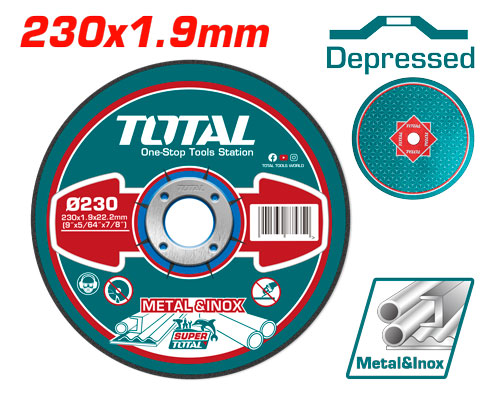 230x1.9mm
Depressed
TOTAL
One-Stop Tools Station
TOTAL TOOLS WORLD
TOTAL
Ø230
230x1.9x22.2mm
(9"x5/64"x7/8")
METAL &INOX
SUPER
TOTAL
Metal&Inox